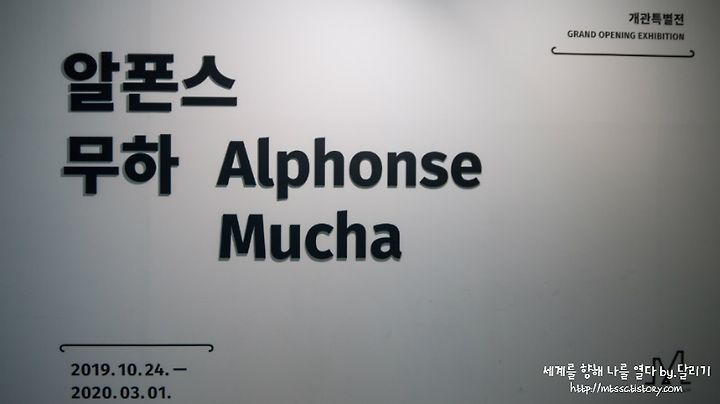 개관특별전
GRAND OPENING EXHIBITION
알폰스
무하 Alphonse
Mucha
2019.10.24.—
2020.03.01.
세계를 향해 나를 열다 by.달리기
http://mtssc.tistory.com